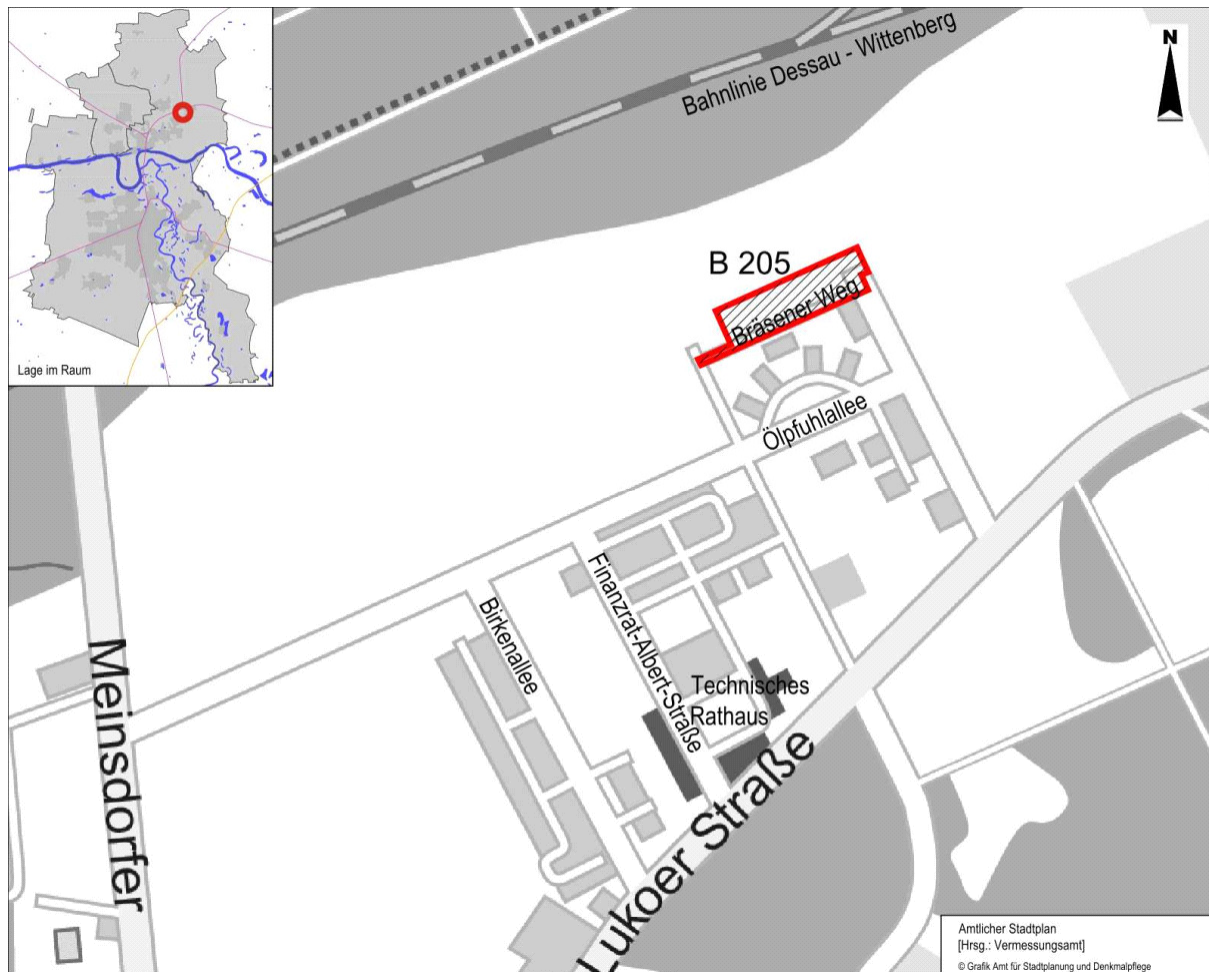 Bahnlinie Dessau - Wittenberg
N
Lage im Raum
B 205
Bräsener Weg
Ölpfuhlallee
Finanzrat-Albert-Straße
Birkenallee
Technisches
Rathaus
Meinsdorfer
Lukoer Straße
Amtlicher Stadtplan
[Hrsg.: Vermessungsamt]
© Grafik Amt für Stadtplanung und Denkmalpflege